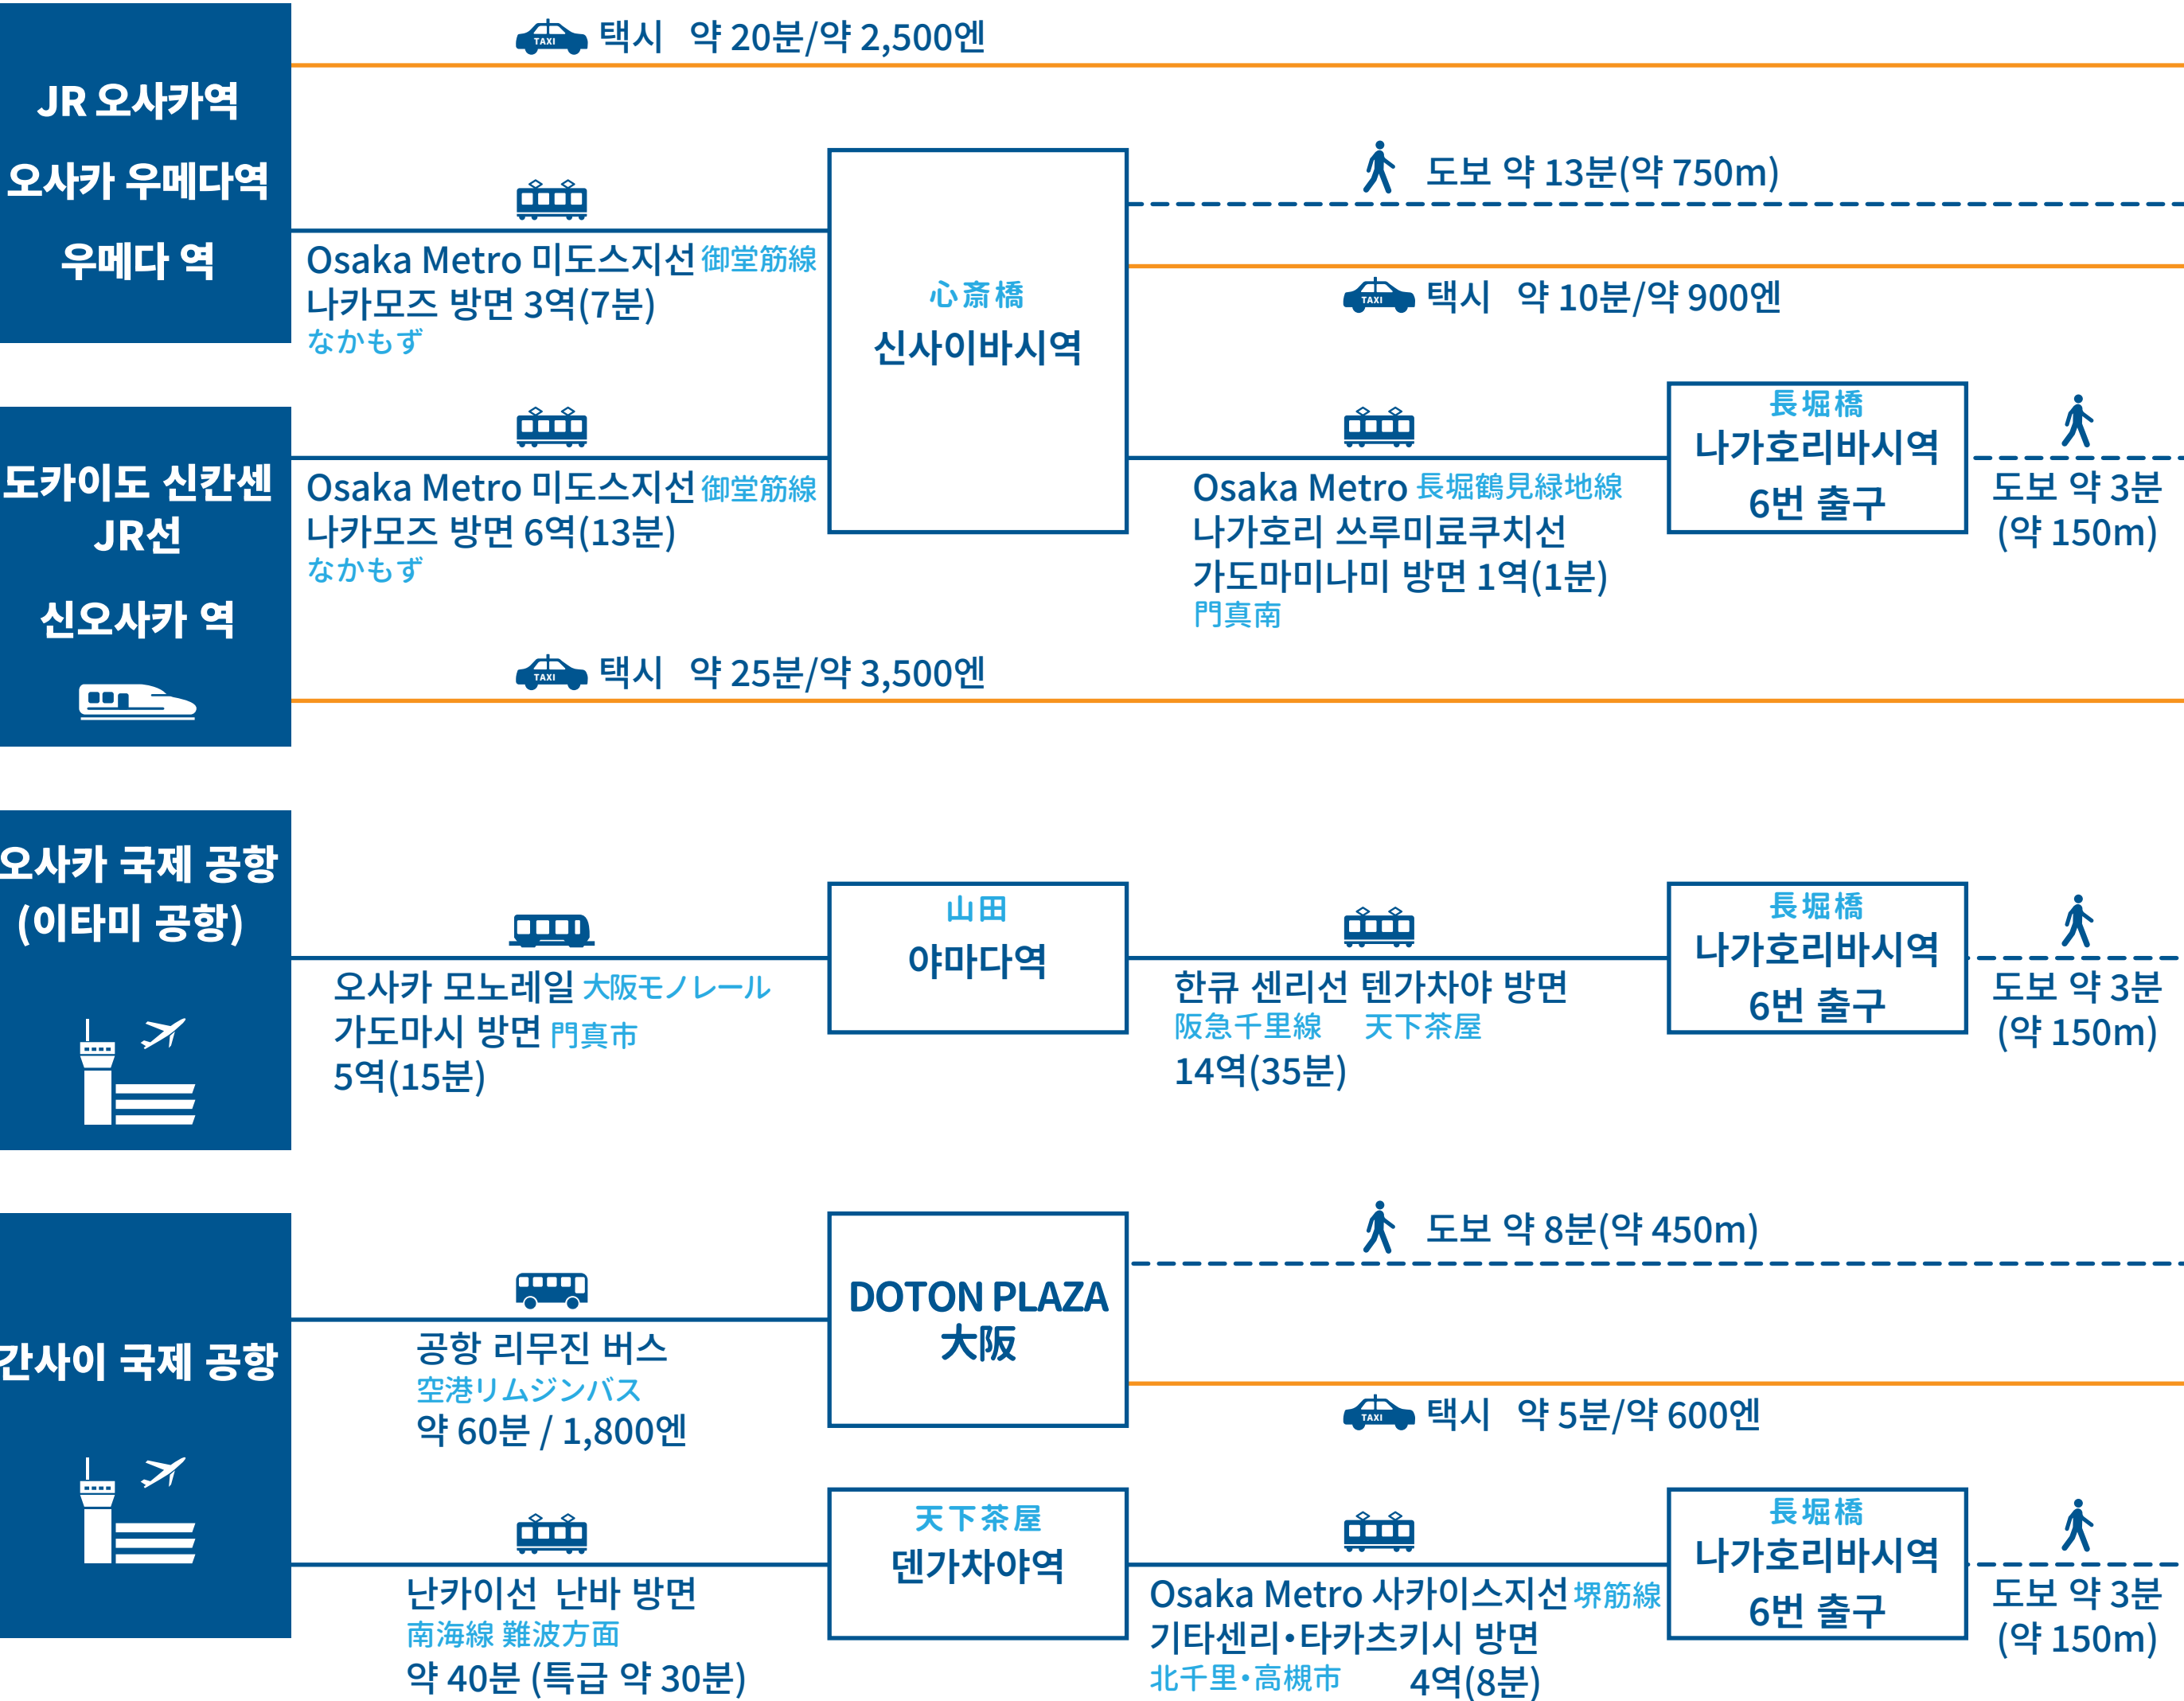 TAXI 택시 약 20분/약 2,500엔
JR 오사카역
오사카 우메다역
우메다 역
Osaka Metro 미도스지선 御堂筋線
나카모즈 방면 3역(7분)
なかもず
心斎橋
신사이바시역
도보 약 13분(약 750m)
TAXI 택시 약 10분/약 900엔
도카이도 신칸센
JR선
신오사카 역
Osaka Metro 미도스지선 御堂筋線
나카모즈 방면 6역(13분)
なかもず
Osaka Metro 長堀鶴見緑地線
나가호리 쓰루미료쿠치선
가도마미나미 방면 1역(1분)
門真南
長堀橋
나가호리바시역
6번 출구
도보 약 3분
(약 150m)
TAXI 택시 약 25분/약 3,500엔
오사카 국제 공항
(이타미 공항)
오사카 모노레일 大阪モノレール
가도마시 방면 門真市
5역(15분)
山田
야마다역
한큐 센리선 텐가차야 방면
阪急千里線 天下茶屋
14역(35분)
長堀橋
나가호리바시역
6번 출구
도보 약 3분
(약 150m)
간사이 국제 공항
공항 리무진 버스
空港リムジンバス
약 60분 / 1,800엔
DOTON PLAZA
大阪
도보 약 8분(약 450m)
TAXI 택시 약 5분/약 600엔
난카이선 난바 방면
南海線 難波方面
약 40분 (특급 약 30분)
天下茶屋
덴가차야역
Osaka Metro 사카이스지선 堺筋線
기타센리・타카츠키시 방면
北千里・高槻市 4역(8분)
長堀橋
나가호리바시역
6번 출구
도보 약 3분
(약 150m)